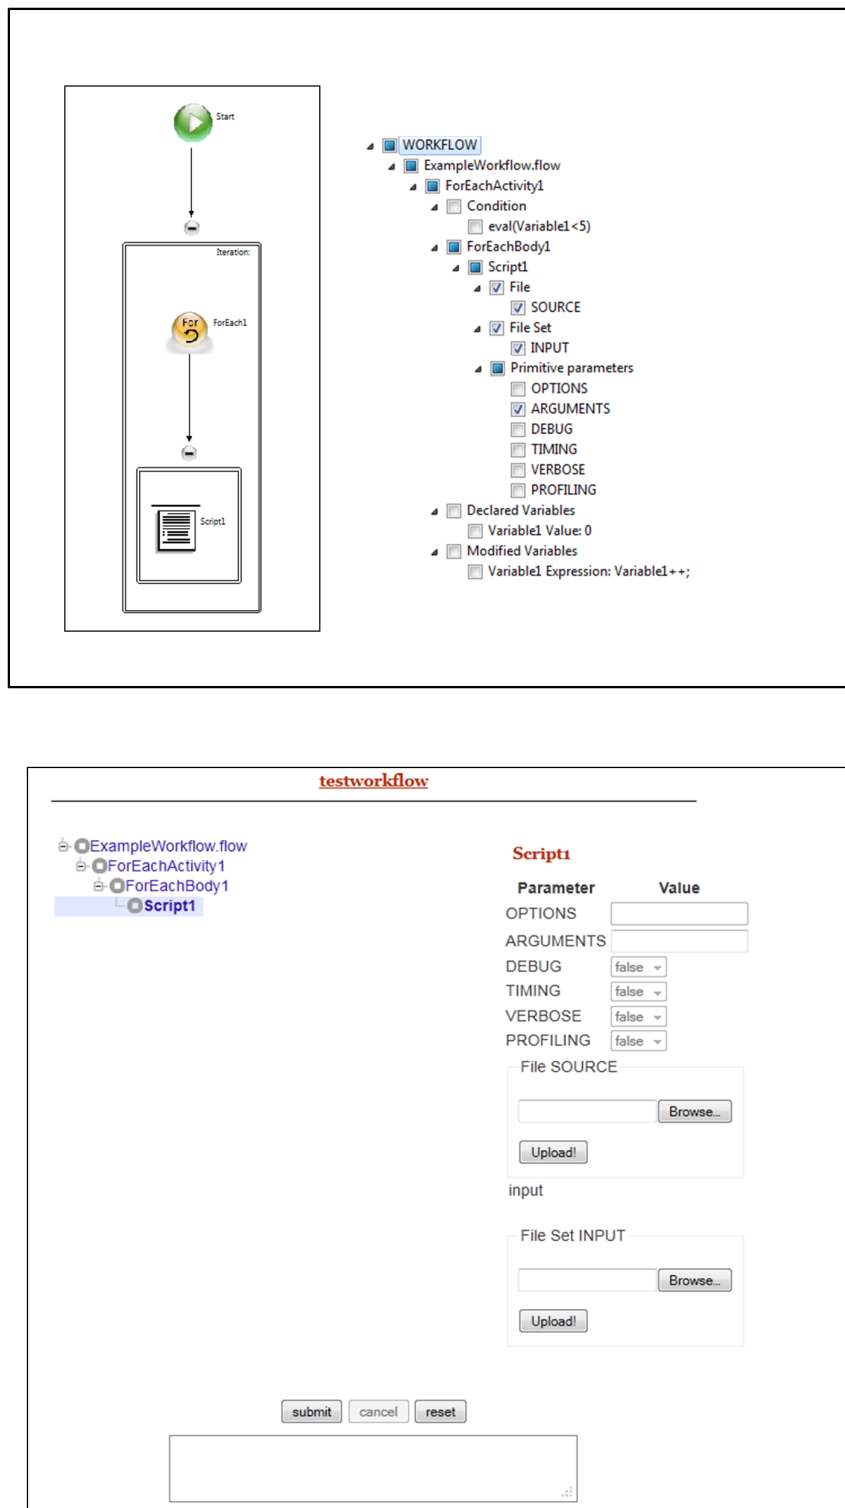 Start
Iteration:
For
ForEach1
Script1
WORKFLOW
ExampleWorkflow.flow
ForEachActivity1
Condition
eval(Variable1<5)
ForEachBody1
Script1
File
SOURCE
File Set
INPUT
Primitive parameters
OPTIONS
ARGUMENTS
DEBUG
TIMING
VERBOSE
PROFILING
Declared Variables
Variable1 Value: 0
Modified Variables
Variable1 Expression: Variable1++;
testworkflow
ExampleWorkflow.flow
ForEachActivity1
ForEachBody1
Script1
Script1
Parameter Value
OPTIONS
ARGUMENTS
DEBUG false
TIMING false
VERBOSE false
PROFILING false
File SOURCE
Browse...
Upload!
input
File Set INPUT
Browse...
Upload!
submit cancel reset